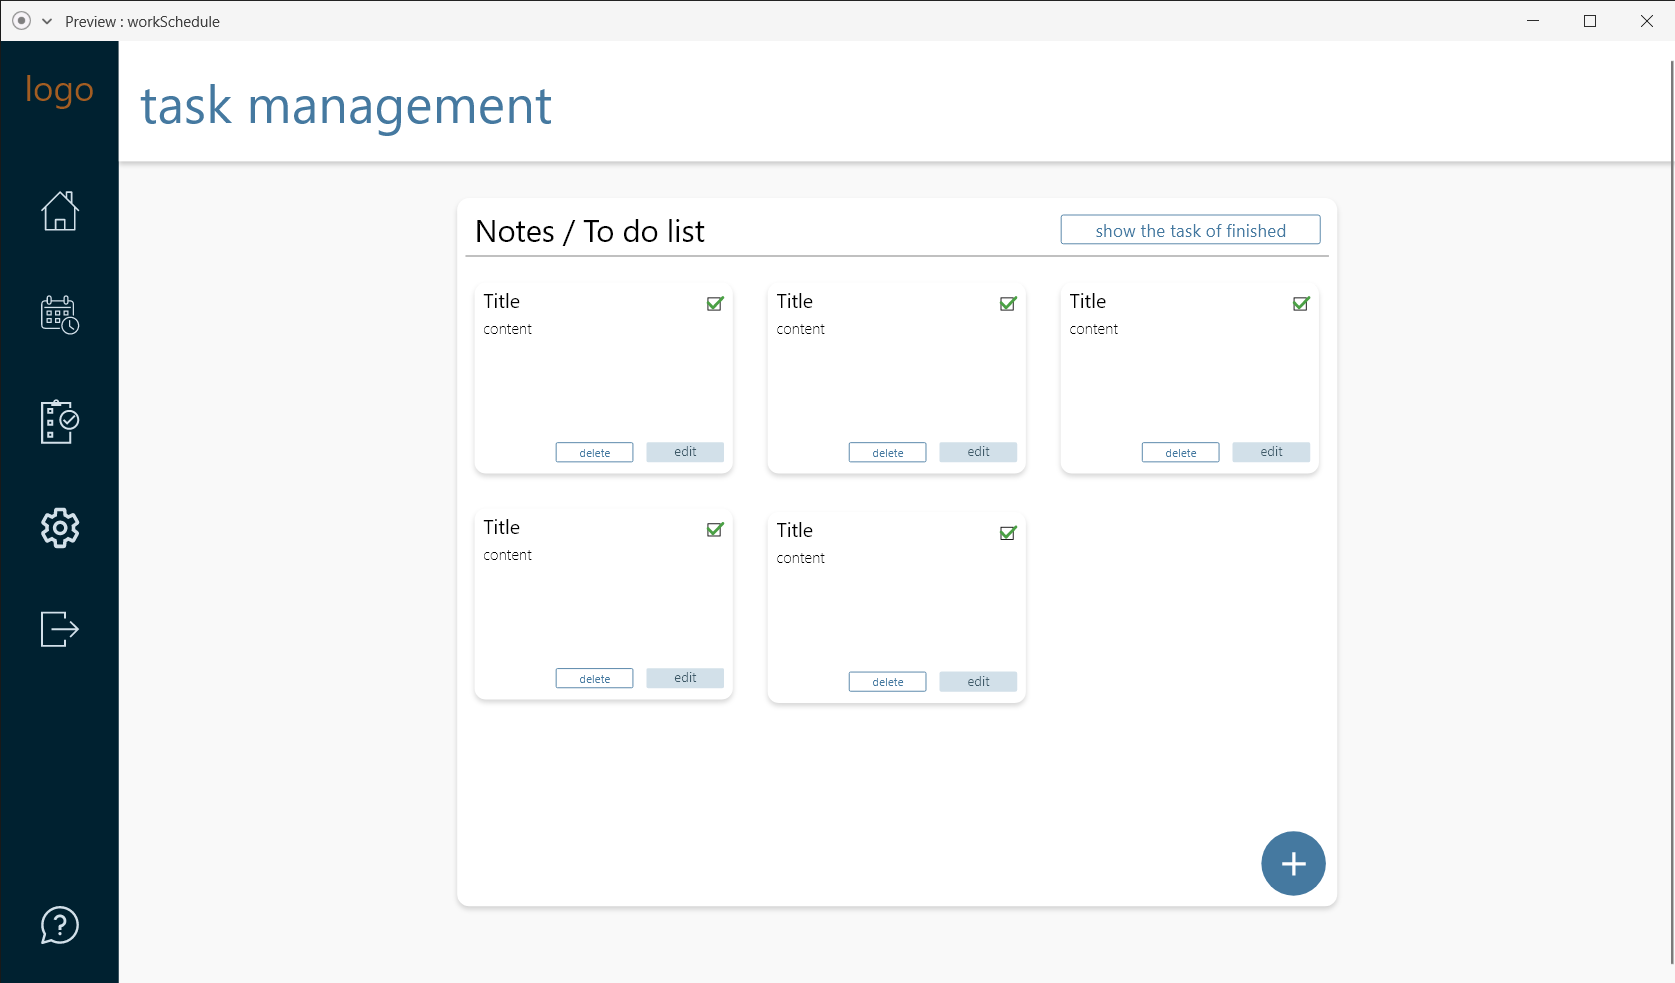 Preview : workSchedule
logo
task management
Notes / To do list
show the task of finished
Title
content
delete
edit
Title
content
delete
edit
Title
content
delete
edit
Title
content
delete
edit
Title
content
delete
edit